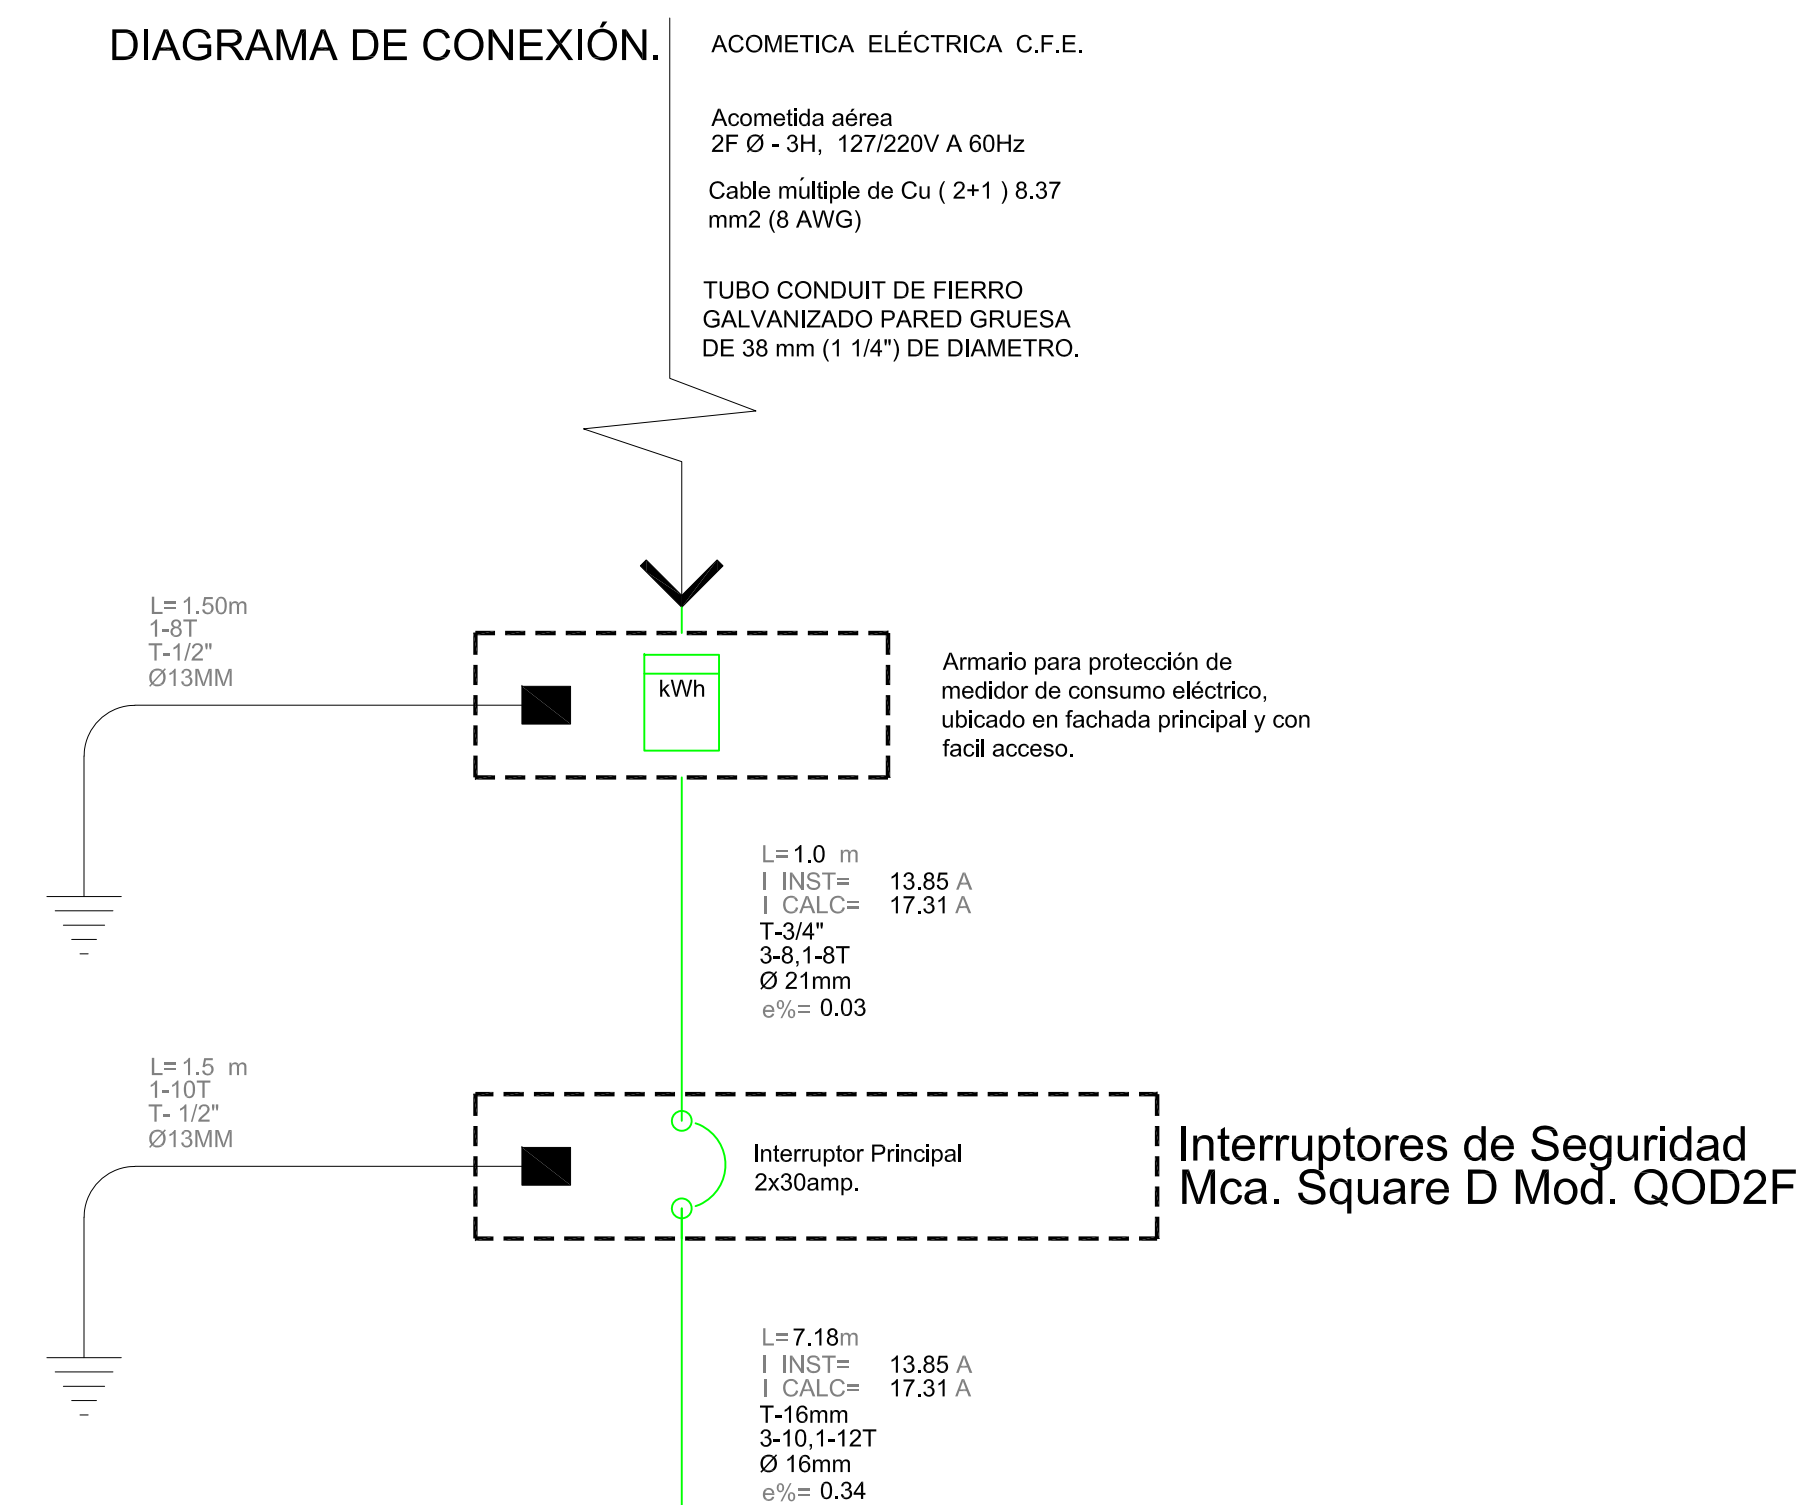 DIAGRAMA DE CONEXIÓN.
ACOMETICA ELÉCTRICA C.F.E.
Acometida aérea
2F Ø - 3H, 127/220V A 60Hz
Cable múltiple de Cu ( 2+1 ) 8.37
mm2 (8 AWG)
TUBO CONDUIT DE FIERRO
GALVANIZADO PARED GRUESA
DE 38 mm (1 1/4") DE DIAMETRO.
L= 1.50m
1-8T
T-1/2"
Ø13MM
kWh
Armario para protección de
medidor de consumo eléctrico,
ubicado en fachada principal y con
facil acceso.
L= 1.0 m
I INST= 13.85 A
I CALC= 17.31 A
T-3/4"
3-8,1-8T
Ø 21mm
e%= 0.03
L= 1.5 m
1-10T
T- 1/2"
Ø13MM
Interruptor Principal
2x30amp.
Interruptores de Seguridad
Mca. Square D Mod. QOD2F
L= 7.18m
I INST= 13.85 A
I CALC= 17.31 A
T-16mm
3-10,1-12T
Ø 16mm
e%= 0.34